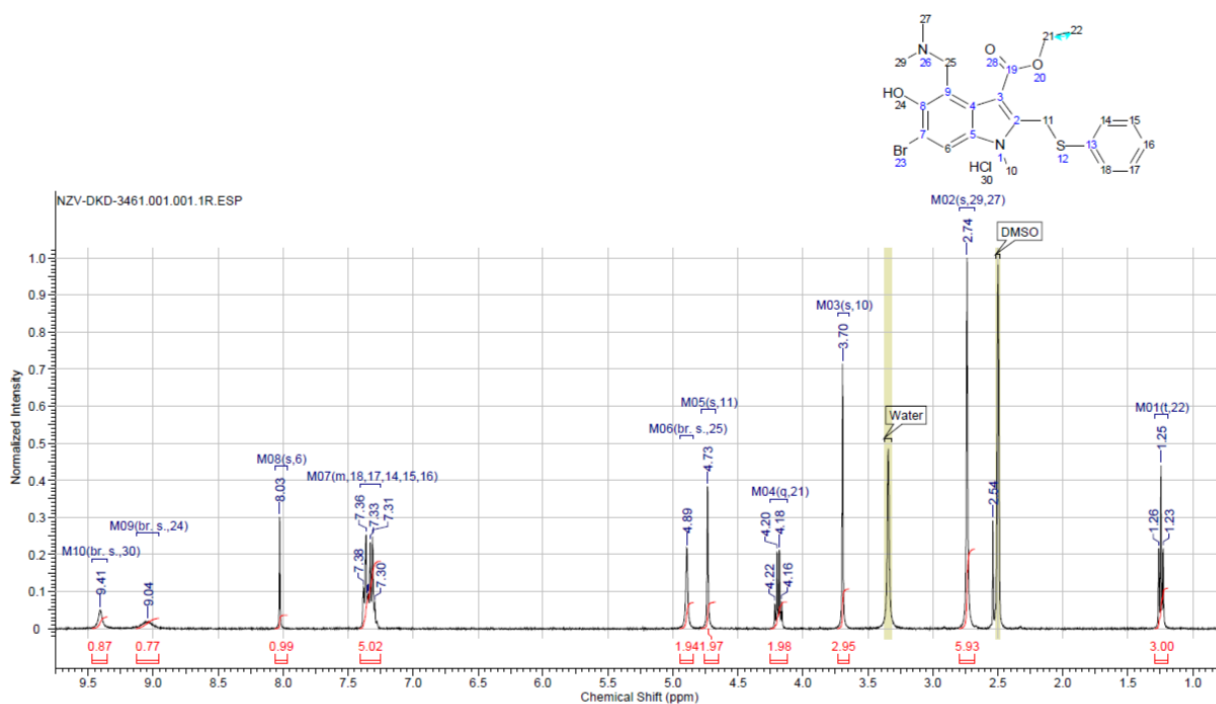 27
22
21
N
O
29
26
25
28
19
O
20
HO
9
3
24
8
4
11
14
15
2
7
5
S
13
16
Br
6
N
23
1
10
12
18
17
HCl
30
NZV-DKD-3461.001.001.1R.ESP
M02(s,29,27)
2.74
DMSO
1.0
0.9
M03(s,10)
3.70
0.8
0.7
M05(s,11)
M01(t,22)
0.6
Water
M06(br. s.,25)
4.73
1.25
0.5
M08(s,6)
M07(m,18,17,14,15,16)
M04(q,21)
0.4
8.03
7.36
7.33
7.31
4.89
4.20
4.18
2.54
M09(br. s.,24)
0.3
M10(br. s.,30)
7.38
7.30
4.22
4.16
1.26
1.23
0.2
9.41
9.04
0.1
0
Normalized Intensity
0.87 0.77 0.99 5.02 1.94 1.97 1.98 2.95 5.93 3.00
9.5 9.0 8.5 8.0 7.5 7.0 6.5 6.0 5.5 5.0 4.5 4.0 3.5 3.0 2.5 2.0 1.5 1.0
Chemical Shift (ppm)